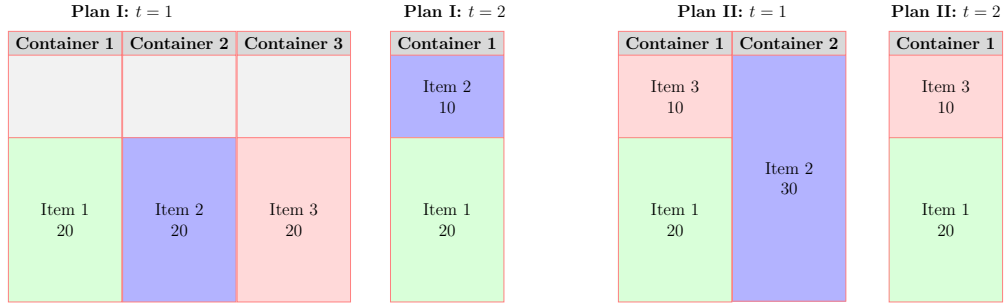 Plan I: t = 1
Container 1 Container 2 Container 3
Item 1
20
Item 2
20
Item 3
20
Plan I: t = 2
Container 1
Item 2
10
Item 1
20
Plan II: t = 1
Container 1 Container 2
Item 3
10
Item 1
20
Item 2
30
Plan II: t = 2
Container 1
Item 3
10
Item 1
20